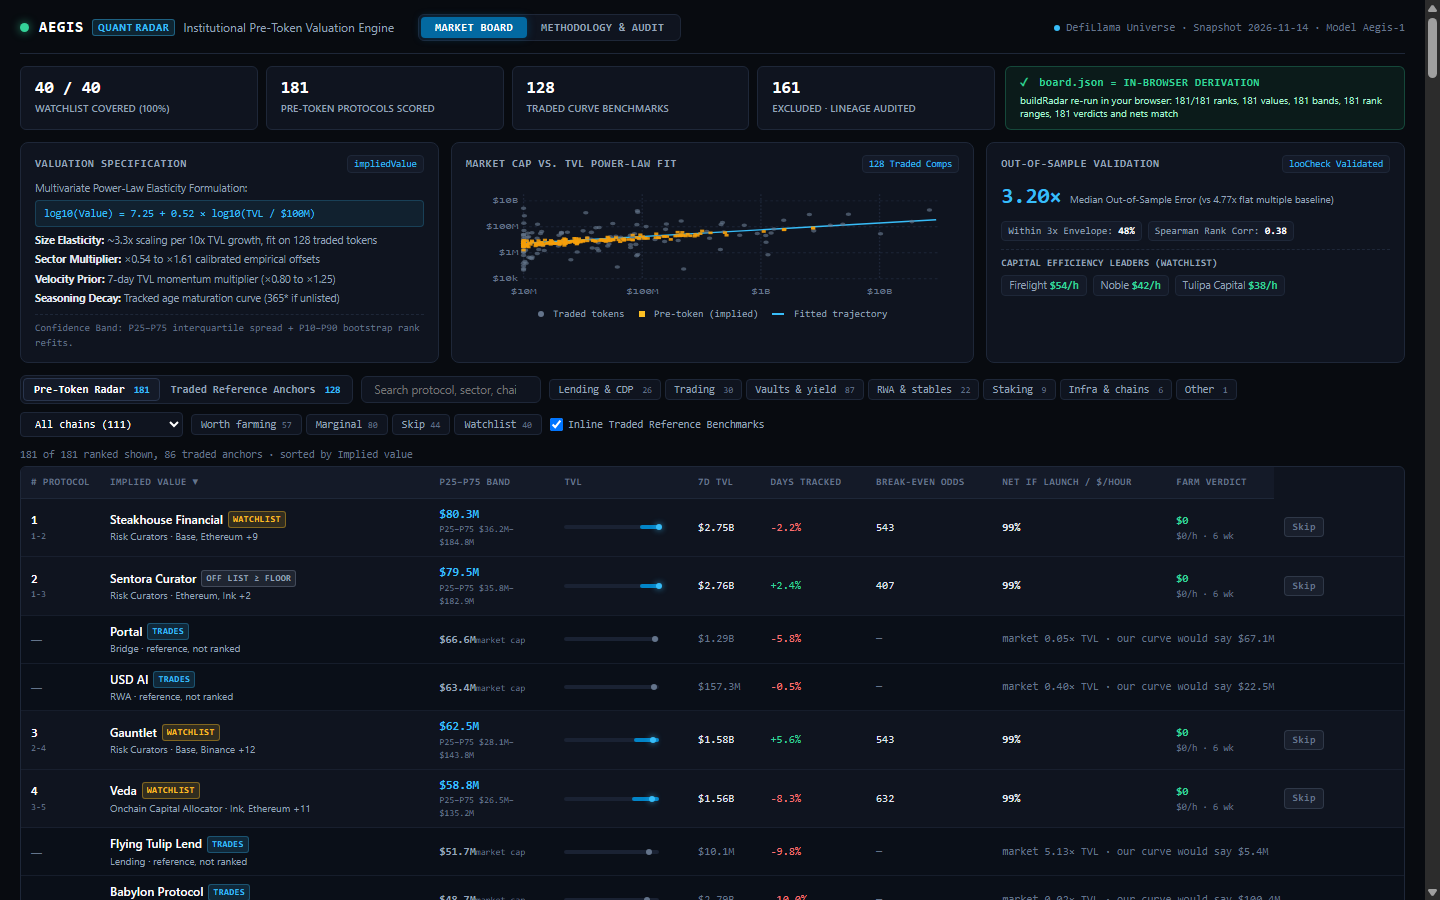 AEGIS QUANT RADAR Institutional Pre-Token Valuation Engine MARKET BOARD METHODOLOGY & AUDIT DefiLlama Universe · Snapshot 2026-11-14 · Model Aegis-1
40 / 40
WATCHLIST COVERED (100%)
181
PRE-TOKEN PROTOCOLS SCORED
128
TRADED CURVE BENCHMARKS
161
EXCLUDED · LINEAGE AUDITED
✓ board.json = IN-BROWSER DERIVATION
buildRadar re-run in your browser: 181/181 ranks, 181 values, 181 bands, 181 rank
ranges, 181 verdicts and nets match
VALUATION SPECIFICATION impliedValue
Multivariate Power-Law Elasticity Formulation:
log10(Value) = 7.25 + 0.52 × log10(TVL / $100M)
Size Elasticity: ~3.3x scaling per 10x TVL growth, fit on 128 traded tokens
Sector Multiplier: ×0.54 to ×1.61 calibrated empirical offsets
Velocity Prior: 7-day TVL momentum multiplier (×0.80 to ×1.25)
Seasoning Decay: Tracked age maturation curve (365* if unlisted)
Confidence Band: P25–P75 interquartile spread + P10–P90 bootstrap rank
refits.
MARKET CAP VS. TVL POWER-LAW FIT 128 Traded Comps
$10B
$100M
$1M
$10k
$10M $100M $1B $10B
Traded tokens Pre-token (implied) Fitted trajectory
OUT-OF-SAMPLE VALIDATION looCheck Validated
3.20× Median Out-of-Sample Error (vs 4.77x flat multiple baseline)
Within 3x Envelope: 48% Spearman Rank Corr: 0.38
CAPITAL EFFICIENCY LEADERS (WATCHLIST)
Firelight $54/h Noble $42/h Tulipa Capital $38/h
Pre-Token Radar 181 Traded Reference Anchors 128 Search protocol, sector, chai Lending & CDP 26 Trading 30 Vaults & yield 87 RWA & stables 22 Staking 9 Infra & chains 6 Other 1
All chains (111) Worth farming 57 Marginal 80 Skip 44 Watchlist 40 Inline Traded Reference Benchmarks
181 of 181 ranked shown, 86 traded anchors · sorted by Implied value
# PROTOCOL IMPLIED VALUE ▼ P25–P75 BAND TVL 7D TVL DAYS TRACKED BREAK-EVEN ODDS NET IF LAUNCH / $/HOUR FARM VERDICT
1 Steakhouse Financial WATCHLIST $80.3M $2.75B -2.2% 543 99% $0 Skip
1-2 Risk Curators · Base, Ethereum +9 P25–P75 $36.2M–
$184.8M $0/h · 6 wk
2 Sentora Curator OFF LIST ≥ FLOOR $79.5M $2.76B +2.4% 407 99% $0 Skip
1-3 Risk Curators · Ethereum, Ink +2 P25–P75 $35.8M–
$182.9M $0/h · 6 wk
— Portal TRADES $66.6Mmarket cap $1.29B -5.8% — market 0.05× TVL · our curve would say $67.1M
Bridge · reference, not ranked
— USD AI TRADES $63.4Mmarket cap $157.3M -0.5% — market 0.40× TVL · our curve would say $22.5M
RWA · reference, not ranked
3 Gauntlet WATCHLIST $62.5M $1.58B +5.6% 543 99% $0 Skip
2-4 Risk Curators · Base, Binance +12 P25–P75 $28.1M–
$143.8M $0/h · 6 wk
4 Veda WATCHLIST $58.8M $1.56B -8.3% 632 99% $0 Skip
3-5 Onchain Capital Allocator · Ink, Ethereum +11 P25–P75 $26.5M–
$135.2M $0/h · 6 wk
— Flying Tulip Lend TRADES $51.7Mmarket cap $10.1M -9.8% — market 5.13× TVL · our curve would say $5.4M
Lending · reference, not ranked
Babylon Protocol TRADES